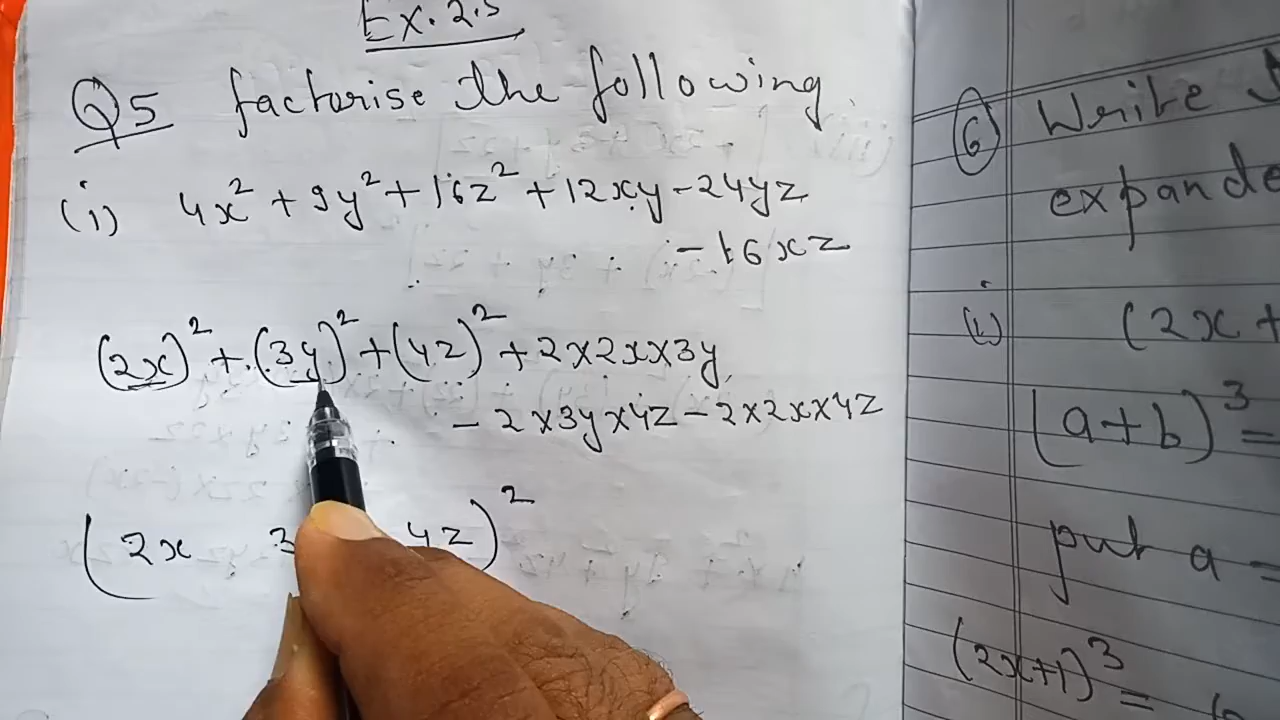 Ex. 2.5
Q5 factorise the following
(i) 4x² + 9y² + 16z² + 12xy - 24yz
- 16xz
(2x)² + (3y)² + (4z)² + 2×2x×3y
- 2×3y×4z - 2×2x×4z
(2x 3 4z)²
(6) Write
expande
(i) (2x +
(a+b)³ =
put a =
(2x+1)³ =